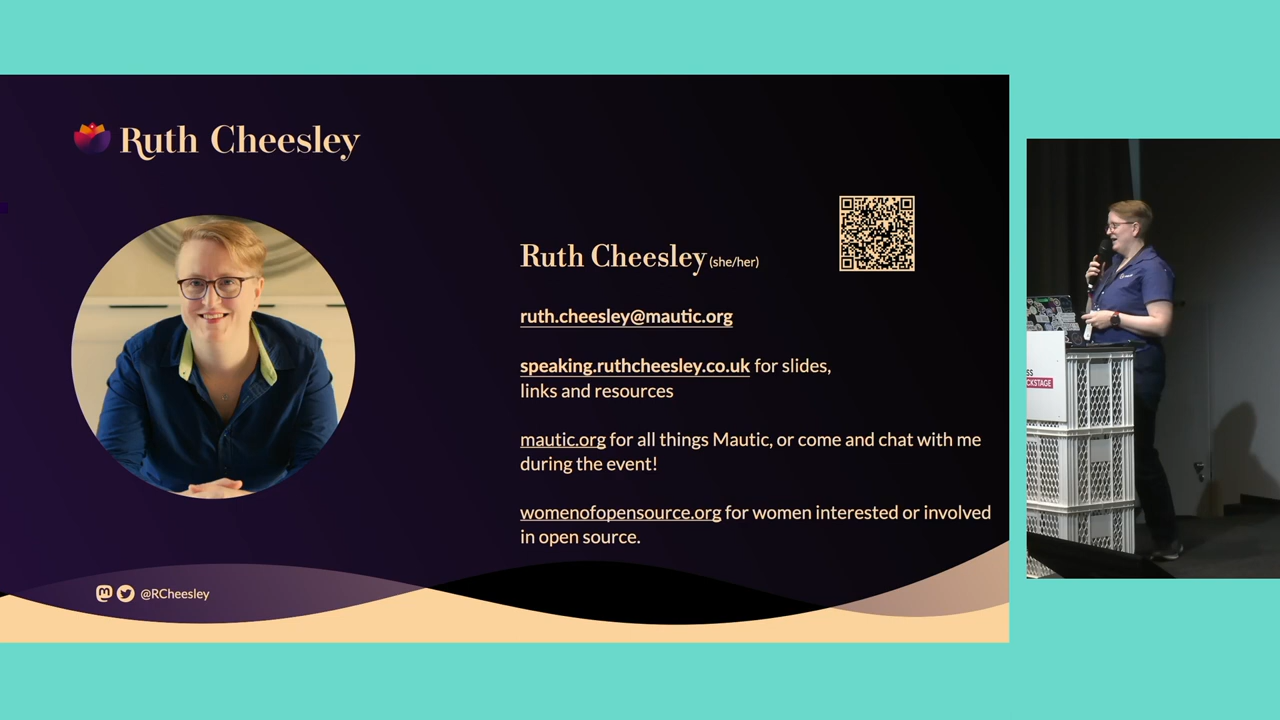 Ruth Cheesley
Ruth Cheesley (she/her)
ruth.cheesley@mautic.org
speaking.ruthcheesley.co.uk for slides,
links and resources
mautic.org for all things Mautic, or come and chat with me
during the event!
womenofopensource.org for women interested or involved
in open source.
@RCheesley
SS
CKSTAGE